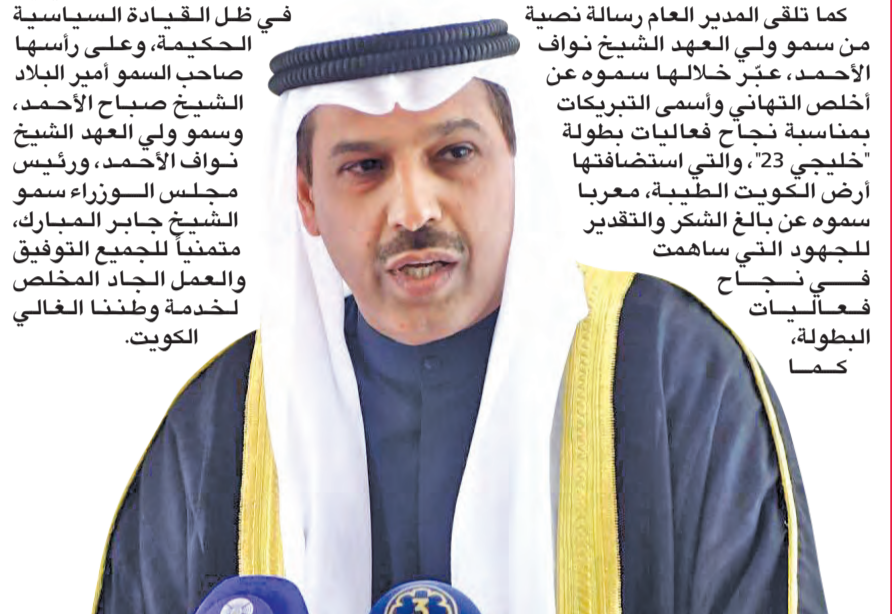 كما تلقى المدير العام رسالة نصية
من سمو ولي العهد الشيخ نواف
الأحمد، عبّر خلالها سموه عن
أخلص التهاني وأسمى التبريكات
بمناسبة نجاح فعاليات بطولة
"خليجي 23"، والتي استضافتها
أرض الكويت الطيبة، معربا
سموه عن بالغ الشكر والتقدير
للجهود التي ساهمت
في نجاح
فعاليات
البطولة،
كما
في ظل القيادة السياسية
الحكيمة، وعلى رأسها
صاحب السمو أمير البلاد
الشيخ صباح الأحمد،
وسمو ولي العهد الشيخ
نواف الأحمد، ورئيس
مجلس الوزراء سمو
الشيخ جابر المبارك،
متمنياً للجميع التوفيق
والعمل الجاد المخلص
لخدمة وطننا الغالي
الكويت.
3